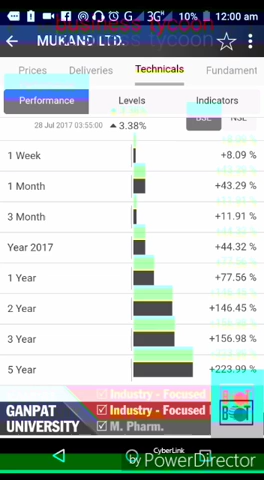 10% 12:00 am
business tycoon
MUKAND LTD.
Prices Deliveries Technicals Fundament
Performance Levels Indicators
28 Jul 2017 03:55:00 ▲ 3.38% BSE NSE
1 Week +8.09 %
1 Month +43.29 %
3 Month +11.91 %
Year 2017 +44.32 %
1 Year +77.56 %
2 Year +146.45 %
3 Year +156.98 %
5 Year +223.99 %
GANPAT
UNIVERSITY
Industry - Focused
Industry - Focused
M. Pharm.
CyberLink
by PowerDirector